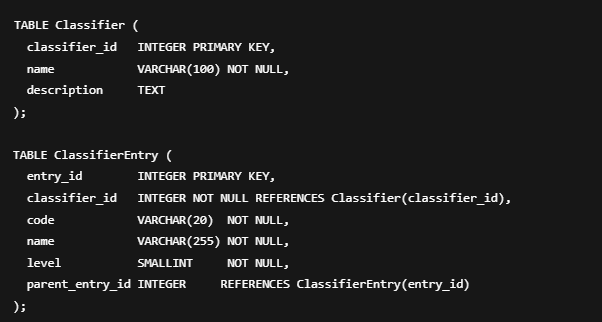 TABLE Classifier (
  classifier_id   INTEGER PRIMARY KEY,
  name            VARCHAR(100) NOT NULL,
  description     TEXT
);

TABLE ClassifierEntry (
  entry_id        INTEGER PRIMARY KEY,
  classifier_id   INTEGER NOT NULL REFERENCES Classifier(classifier_id),
  code            VARCHAR(20)  NOT NULL,
  name            VARCHAR(255) NOT NULL,
  level           SMALLINT     NOT NULL,
  parent_entry_id INTEGER     REFERENCES ClassifierEntry(entry_id)
);